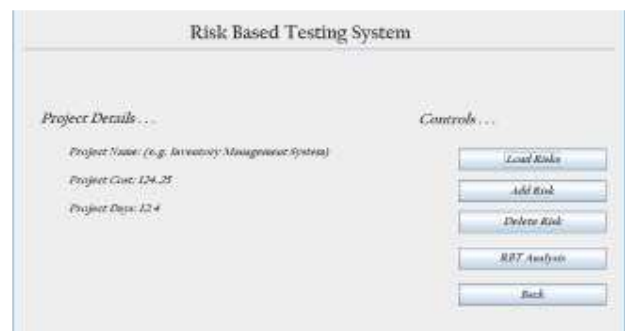 Risk Based Testing System
Project Details . . .
Controls . . .
Project Name: (e.g. Inventory Management System)
Load Risks
Project Cost: 124.25
Add Risk
Project Days: 12 4
Delete Risk
RBT Analysis
Back